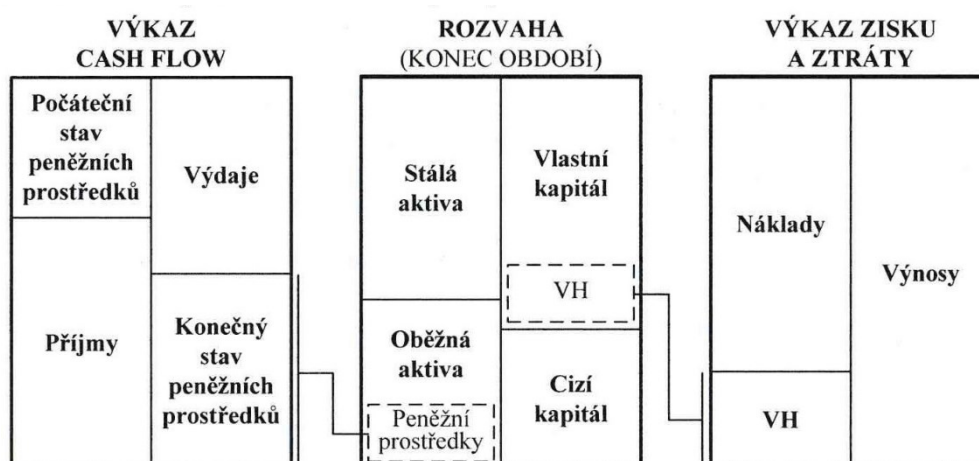 VÝKAZ
CASH FLOW
Počáteční
stav
peněžních
prostředků
Výdaje
Příjmy
Konečný
stav
peněžních
prostředků
ROZVAHA
(KONEC OBDOBÍ)
Stálá
aktiva
Vlastní
kapitál
VH
Oběžná
aktiva
Peněžní
prostředky
Cizí
kapitál
VÝKAZ ZISKU
A ZTRÁTY
Náklady
Výnosy
VH